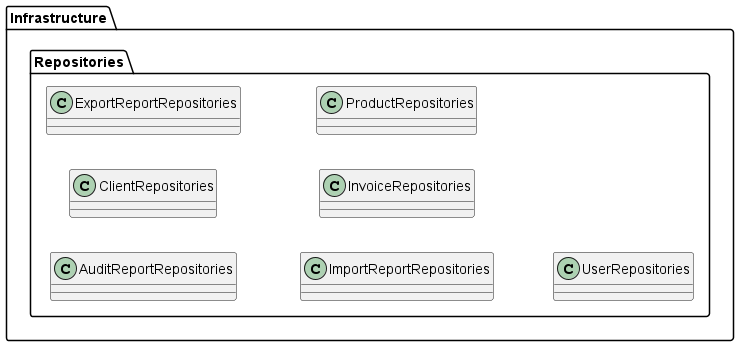 Infrastructure
Repositories
C ExportReportRepositories
C ProductRepositories
C ClientRepositories
C InvoiceRepositories
C AuditReportRepositories
C ImportReportRepositories
C UserRepositories